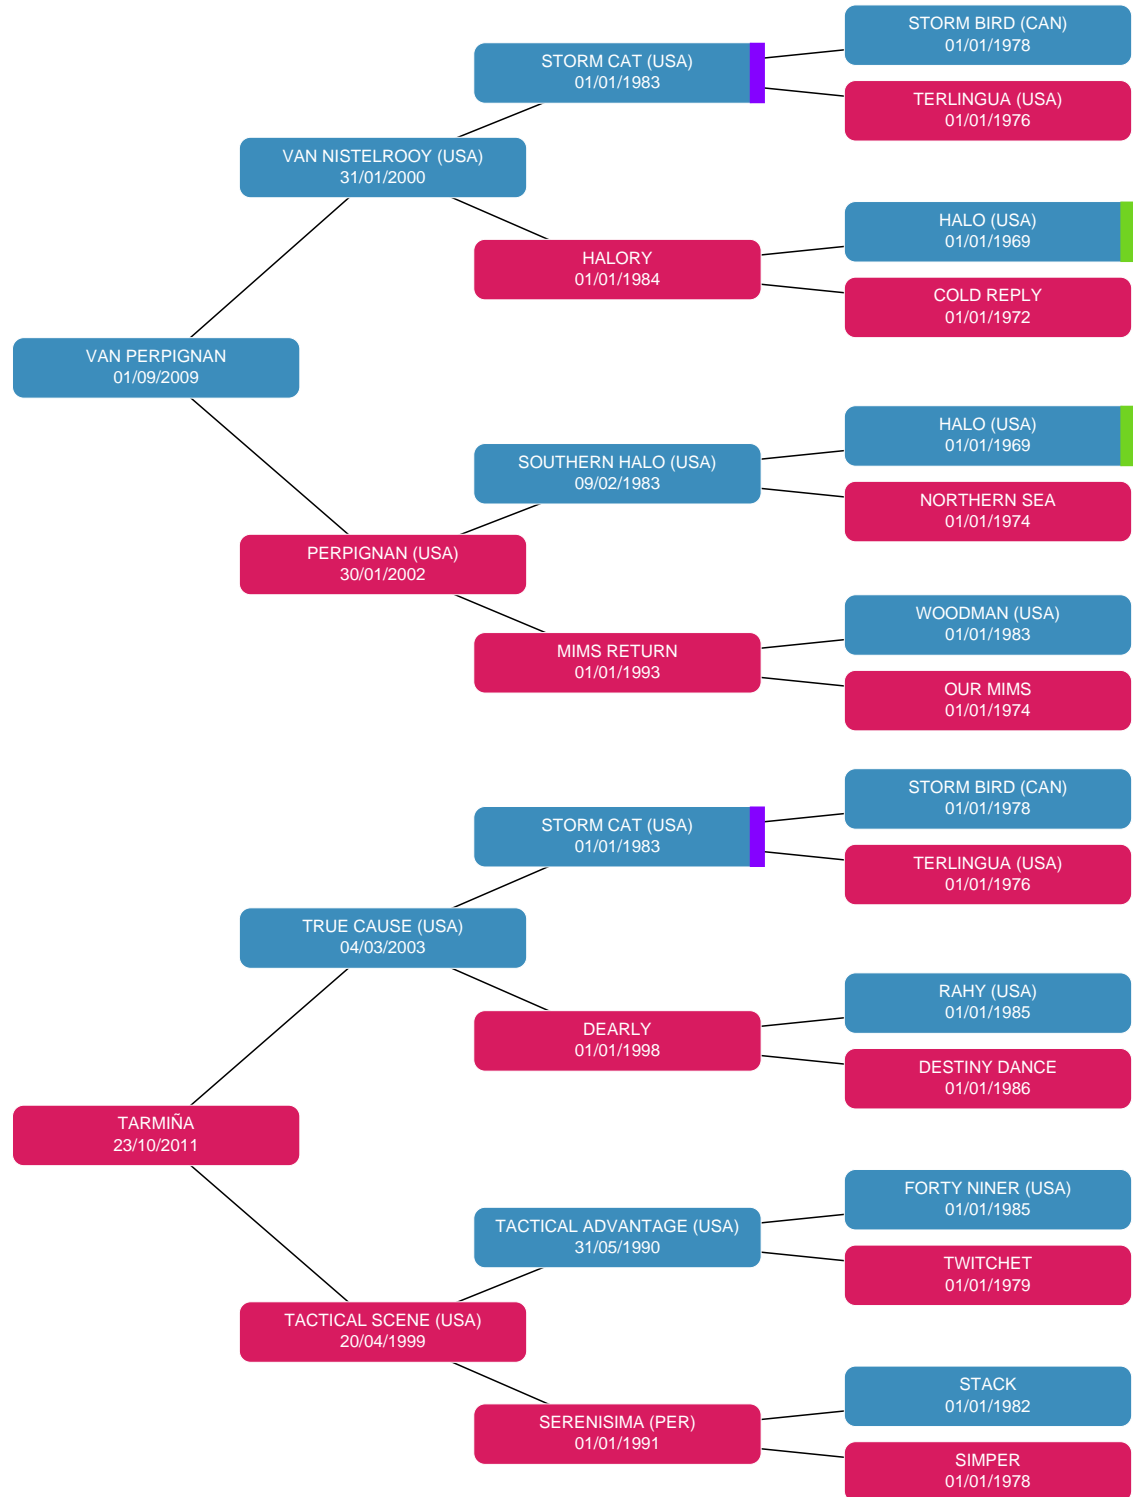 STORM BIRD (CAN)
01/01/1978
STORM CAT (USA)
01/01/1983
TERLINGUA (USA)
01/01/1976
VAN NISTELROOY (USA)
31/01/2000
HALO (USA)
01/01/1969
HALORY
01/01/1984
COLD REPLY
01/01/1972
VAN PERPIGNAN
01/09/2009
HALO (USA)
01/01/1969
SOUTHERN HALO (USA)
09/02/1983
NORTHERN SEA
01/01/1974
PERPIGNAN (USA)
30/01/2002
WOODMAN (USA)
01/01/1983
MIMS RETURN
01/01/1993
OUR MIMS
01/01/1974
STORM BIRD (CAN)
01/01/1978
STORM CAT (USA)
01/01/1983
TERLINGUA (USA)
01/01/1976
TRUE CAUSE (USA)
04/03/2003
RAHY (USA)
01/01/1985
DEARLY
01/01/1998
DESTINY DANCE
01/01/1986
TARMIÑA
23/10/2011
FORTY NINER (USA)
01/01/1985
TACTICAL ADVANTAGE (USA)
31/05/1990
TWITCHET
01/01/1979
TACTICAL SCENE (USA)
20/04/1999
STACK
01/01/1982
SERENISIMA (PER)
01/01/1991
SIMPER
01/01/1978